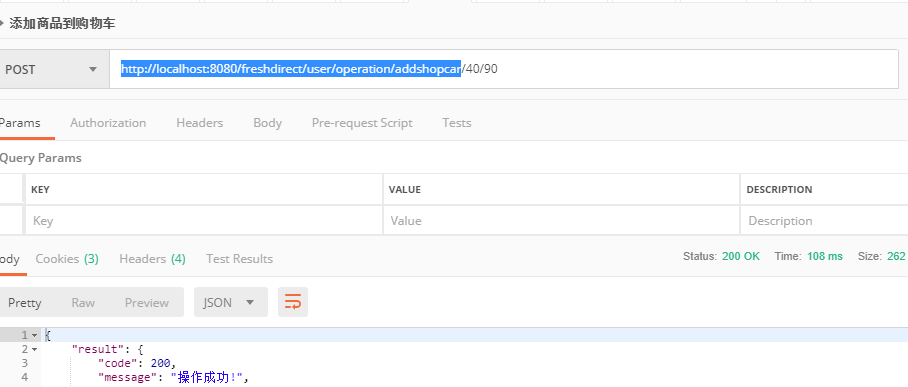 添加商品到购物车
POST http://localhost:8080/freshdirect/user/operation/addshopcar/40/90
Params Authorization Headers Body Pre-request Script Tests
Query Params
KEY VALUE DESCRIPTION
Key Value Description
ody Cookies (3) Headers (4) Test Results Status: 200 OK Time: 108 ms Size: 262
Pretty Raw Preview JSON
1 {
2 "result": {
3 "code": 200,
4 "message": "操作成功!",